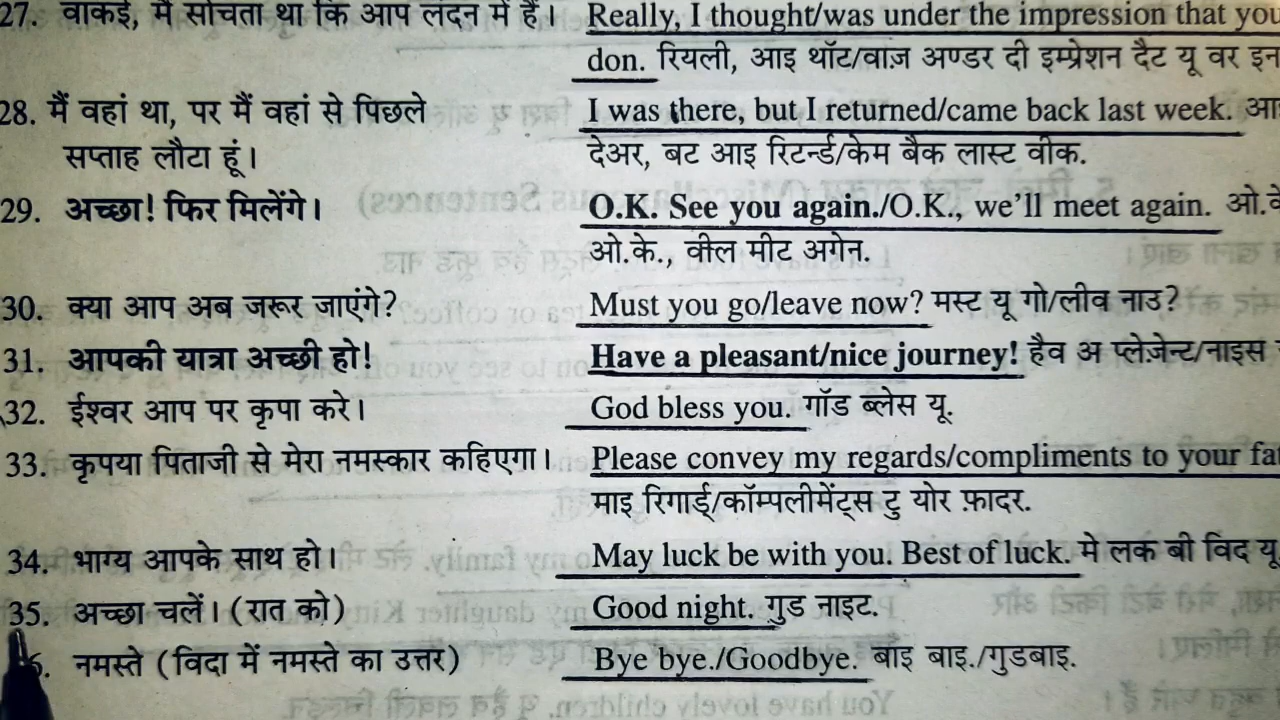 27. वाकई, मैं सोचता था कि आप लंदन में हैं। Really, I thought/was under the impression that you
don. रियली, आइ थॉट/वाज़ अण्डर दी इम्प्रेशन दैट यू वर इन
28. मैं वहां था, पर मैं वहां से पिछले I was there, but I returned/came back last week.
सप्ताह लौटा हूं। देअर, बट आइ रिटर्न्ड/केम बैक लास्ट वीक.
29. अच्छा! फिर मिलेंगे। O.K. See you again./O.K., we'll meet again.
ओ.के., वील मीट अगेन.
30. क्या आप अब जरूर जाएंगे? Must you go/leave now? मस्ट यू गो/लीव नाउ?
31. आपकी यात्रा अच्छी हो! Have a pleasant/nice journey! हैव अ प्लेज़ेन्ट/नाइस
32. ईश्वर आप पर कृपा करे। God bless you. गॉड ब्लेस यू.
33. कृपया पिताजी से मेरा नमस्कार कहिएगा। Please convey my regards/compliments to your
माइ रिगार्ड्/कॉम्पलीमेंट्स टु योर फ़ादर.
34. भाग्य आपके साथ हो। May luck be with you. Best of luck. मे लक बी विद यू
35. अच्छा चलें। (रात को) Good night. गुड नाइट.
नमस्ते (विदा में नमस्ते का उत्तर) Bye bye./Goodbye. बाइ बाइ./गुडबाइ.